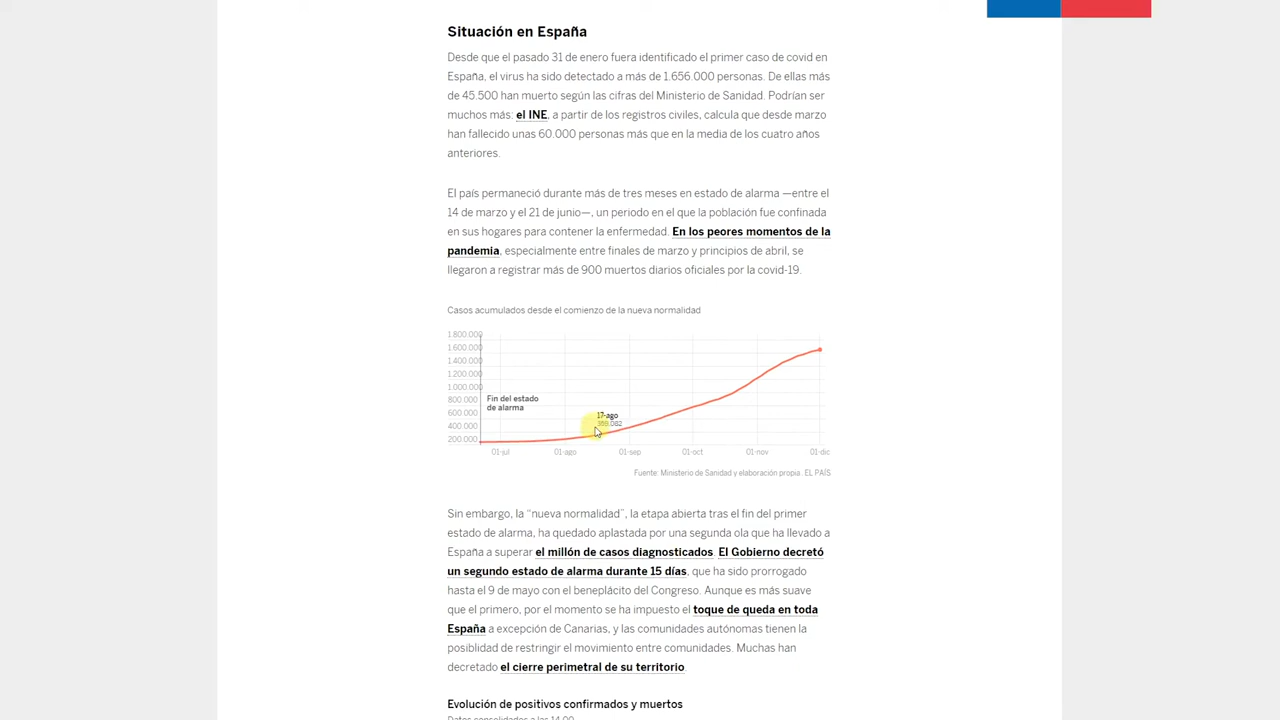 Situación en España
Desde que el pasado 31 de enero fuera identificado el primer caso de covid en
España, el virus ha sido detectado a más de 1.656.000 personas. De ellas más
de 45.500 han muerto según las cifras del Ministerio de Sanidad. Podrían ser
muchos más: el INE, a partir de los registros civiles, calcula que desde marzo
han fallecido unas 60.000 personas más que en la media de los cuatro años
anteriores.
El país permaneció durante más de tres meses en estado de alarma —entre el
14 de marzo y el 21 de junio—, un periodo en el que la población fue confinada
en sus hogares para contener la enfermedad. En los peores momentos de la
pandemia, especialmente entre finales de marzo y principios de abril, se
llegaron a registrar más de 900 muertos diarios oficiales por la covid-19.
Casos acumulados desde el comienzo de la nueva normalidad
1.800.000
1.600.000
1.400.000
1.200.000
1.000.000
800.000
600.000
400.000
200.000
Fin del estado
de alarma
17-ago
01-jul 01-ago 01-sep 01-oct 01-nov 01-dic
Fuente: Ministerio de Sanidad y elaboración propia. EL PAÍS
Sin embargo, la “nueva normalidad”, la etapa abierta tras el fin del primer
estado de alarma, ha quedado aplastada por una segunda ola que ha llevado a
España a superar el millón de casos diagnosticados. El Gobierno decretó
un segundo estado de alarma durante 15 días, que ha sido prorrogado
hasta el 9 de mayo con el beneplácito del Congreso. Aunque es más suave
que el primero, por el momento se ha impuesto el toque de queda en toda
España a excepción de Canarias, y las comunidades autónomas tienen la
posiblidad de restringir el movimiento entre comunidades. Muchas han
decretado el cierre perimetral de su territorio.
Evolución de positivos confirmados y muertos
Datos consolidados a las 14.00